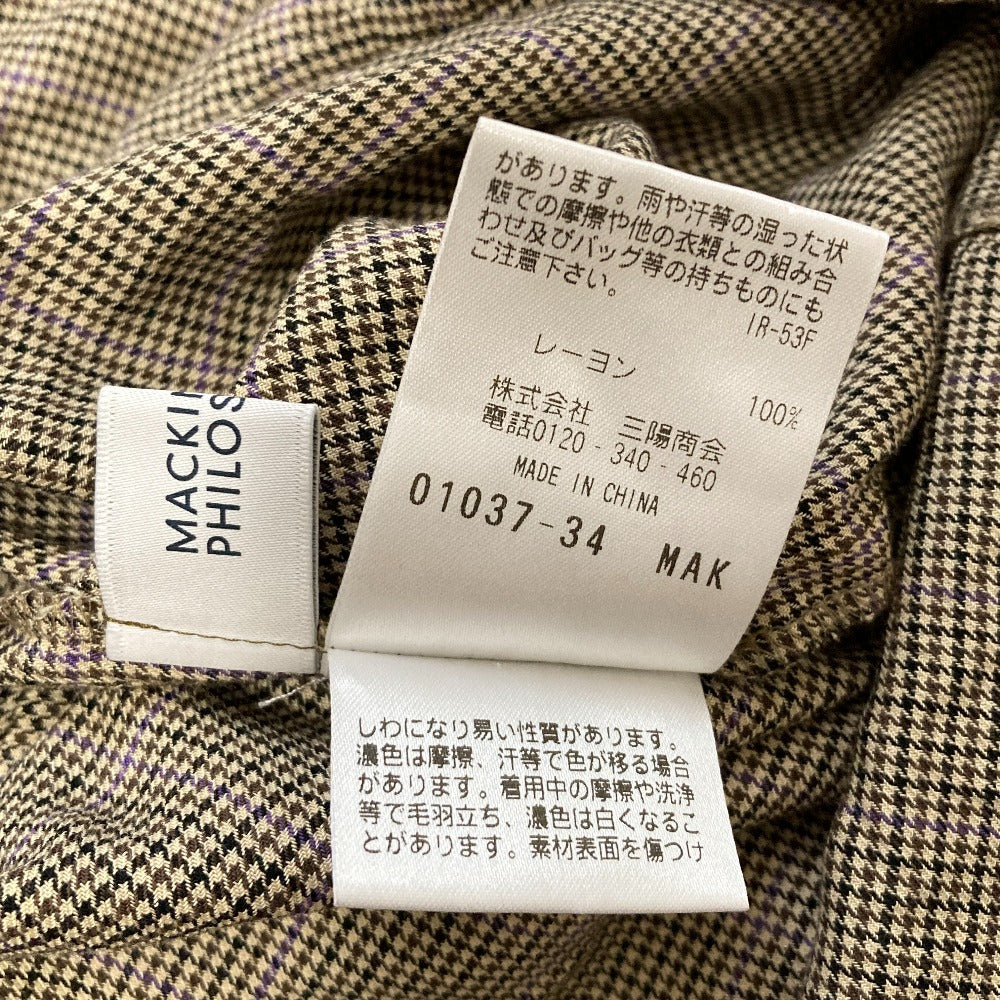 があります。雨や汗等の湿った状
態での摩擦や他の衣類との組み合
わせ及びバッグ等の持ちものにも
ご注意下さい。
IR-53F
レーヨン 100%
株式会社 三陽商会
電話0120-340-460
MADE IN CHINA
01037-34 MAK
MACKIN
PHILOS
しわになり易い性質があります。
濃色は摩擦、汗等で色が移る場合
があります。着用中の摩擦や洗浄
等で毛羽立ち、濃色は白くなるこ
とがあります。素材表面を傷つけ